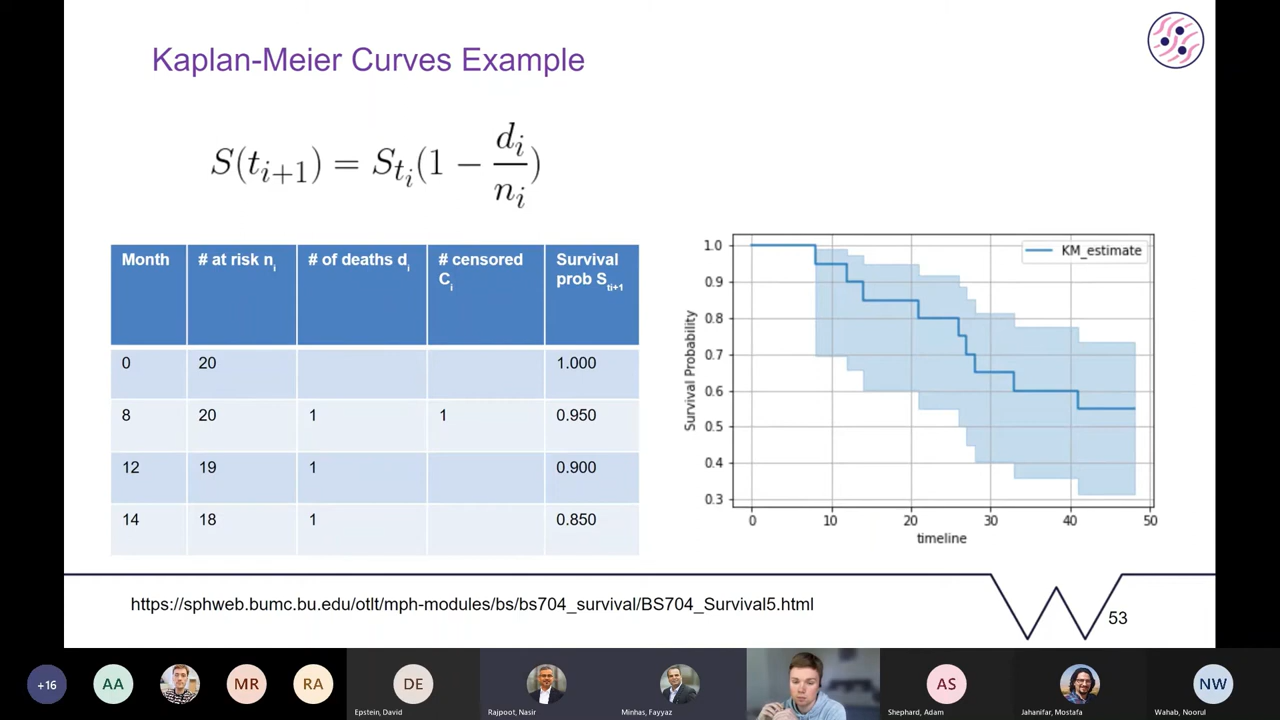 Kaplan-Meier Curves Example
S(t_{i+1}) = S_{t_i}(1 − d_i/n_i)
Month # at risk n_i # of deaths d_i # censored C_i Survival prob S_{ti+1}
0 20 1.000
8 20 1 1 0.950
12 19 1 0.900
14 18 1 0.850
KM_estimate
1.0
0.9
0.8
0.7
0.6
0.5
0.4
0.3
Survival Probability
0 10 20 30 40 50
timeline
https://sphweb.bumc.bu.edu/otlt/mph-modules/bs/bs704_survival/BS704_Survival5.html
53
+16 AA MR RA DE AS NW
Epstein, David Rajpoot, Nasir Minhas, Fayyaz Shephard, Adam Jahanifar, Mostafa Wahab, Noorul